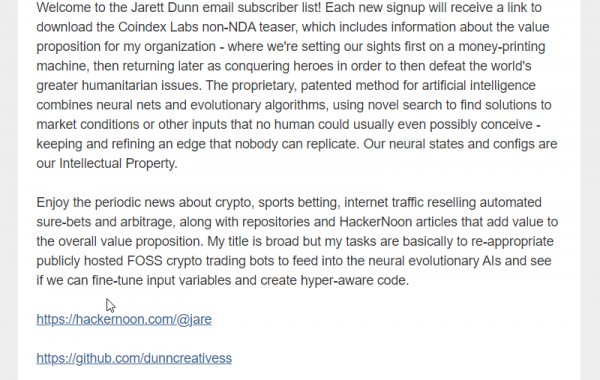 Welcome to the Jarett Dunn email subscriber list! Each new signup will receive a link to
download the Coindex Labs non-NDA teaser, which includes information about the value
proposition for my organization - where we're setting our sights first on a money-printing
machine, then returning later as conquering heroes in order to then defeat the world's
greater humanitarian issues. The proprietary, patented method for artificial intelligence
combines neural nets and evolutionary algorithms, using novel search to find solutions to
market conditions or other inputs that no human could usually even possibly conceive -
keeping and refining an edge that nobody can replicate. Our neural states and configs are
our Intellectual Property.
Enjoy the periodic news about crypto, sports betting, internet traffic reselling automated
sure-bets and arbitrage, along with repositories and HackerNoon articles that add value to
the overall value proposition. My title is broad but my tasks are basically to re-appropriate
publicly hosted FOSS crypto trading bots to feed into the neural evolutionary AIs and see
if we can fine-tune input variables and create hyper-aware code.
https://hackernoon.com/@jare
https://github.com/dunncreativess